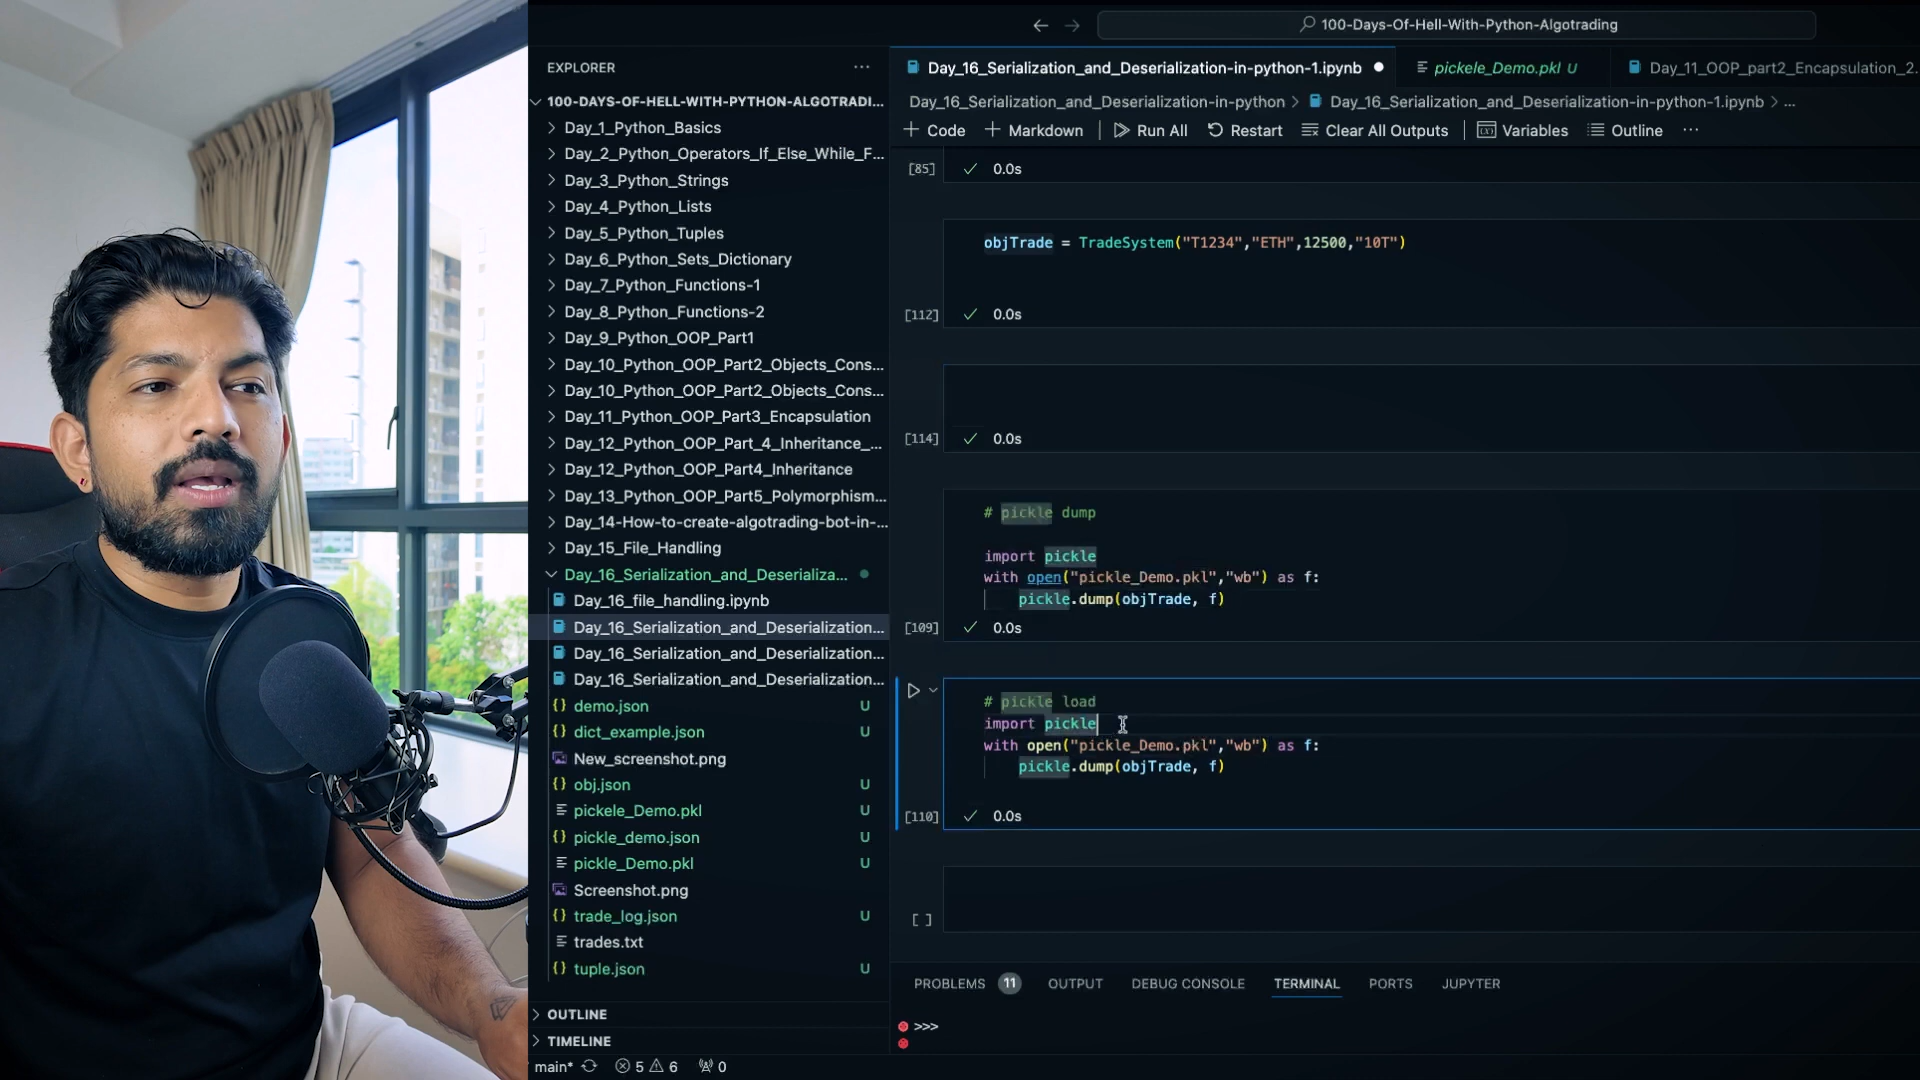 100-Days-Of-Hell-With-Python-Algotrading
EXPLORER
100-DAYS-OF-HELL-WITH-PYTHON-ALGOTRADI...
Day_1_Python_Basics
Day_2_Python_Operators_If_Else_While_F...
Day_3_Python_Strings
Day_4_Python_Lists
Day_5_Python_Tuples
Day_6_Python_Sets_Dictionary
Day_7_Python_Functions-1
Day_8_Python_Functions-2
Day_9_Python_OOP_Part1
Day_10_Python_OOP_Part2_Objects_Cons...
Day_10_Python_OOP_Part2_Objects_Cons...
Day_11_Python_OOP_Part3_Encapsulation
Day_12_Python_OOP_Part_4_Inheritance_...
Day_12_Python_OOP_Part4_Inheritance
Day_13_Python_OOP_Part5_Polymorphism...
Day_14-How-to-create-algotrading-bot-in-...
Day_15_File_Handling
Day_16_Serialization_and_Deserializa...
Day_16_file_handling.ipynb
Day_16_Serialization_and_Deserialization...
Day_16_Serialization_and_Deserialization...
Day_16_Serialization_and_Deserialization...
demo.json U
dict_example.json U
New_screenshot.png
obj.json U
pickele_Demo.pkl U
pickle_demo.json U
pickle_Demo.pkl U
Screenshot.png
trade_log.json U
trades.txt
tuple.json U
OUTLINE
TIMELINE
main* 5 6 0
Day_16_Serialization_and_Deserialization-in-python-1.ipynb pickele_Demo.pkl U Day_11_OOP_part2_Encapsulation_2.
Day_16_Serialization_and_Deserialization-in-python > Day_16_Serialization_and_Deserialization-in-python-1.ipynb > ...
+ Code + Markdown Run All Restart Clear All Outputs Variables Outline ...
[85] 0.0s
objTrade = TradeSystem("T1234","ETH",12500,"10T")
[112] 0.0s
[114] 0.0s
# pickle dump
import pickle
with open("pickle_Demo.pkl","wb") as f:
pickle.dump(objTrade, f)
[109] 0.0s
# pickle load
import pickle
with open("pickle_Demo.pkl","wb") as f:
pickle.dump(objTrade, f)
[110] 0.0s
[ ]
PROBLEMS 11 OUTPUT DEBUG CONSOLE TERMINAL PORTS JUPYTER
>>>